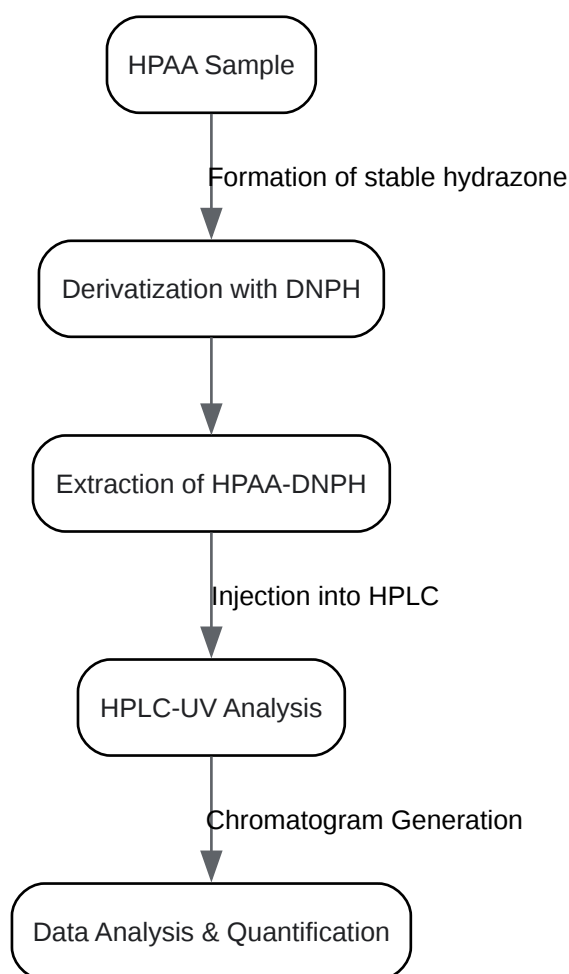 HPAA Sample
Formation of stable hydrazone
Derivatization with DNPH
Extraction of HPAA-DNPH
Injection into HPLC
HPLC-UV Analysis
Chromatogram Generation
Data Analysis & Quantification